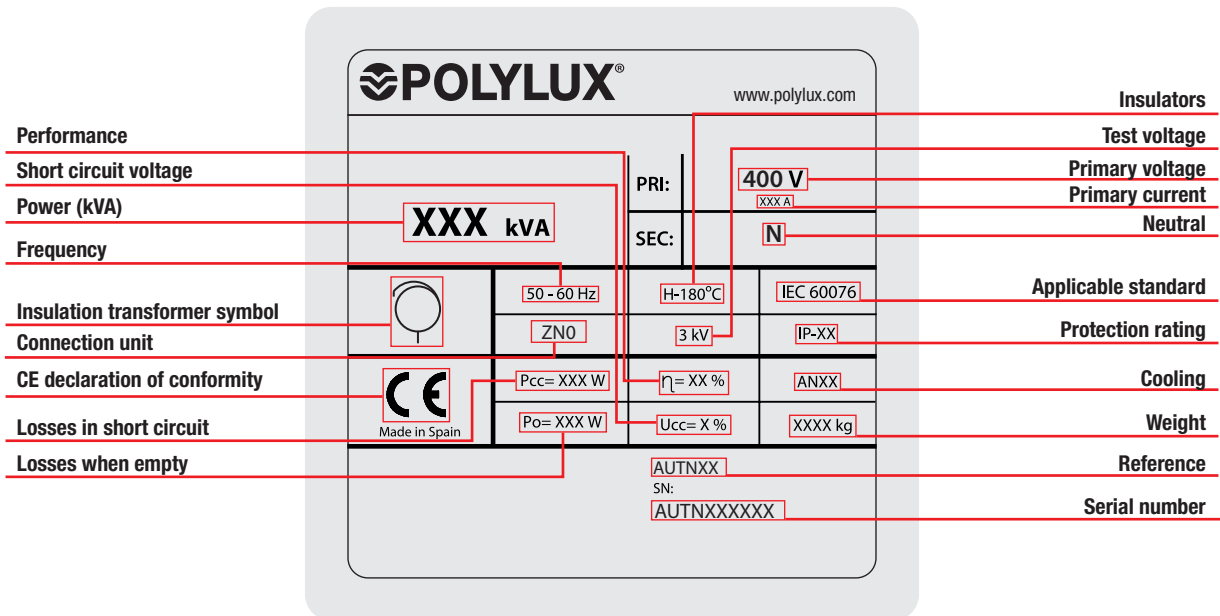 POLYLUX®
www.polylux.com
Performance
Short circuit voltage
Power (kVA)
Frequency
Insulation transformer symbol
Connection unit
CE declaration of conformity
Losses in short circuit
Losses when empty
PRI:
400 V
XXX A
XXX kVA
SEC:
N
50 - 60 Hz
H-180°C
IEC 60076
ZN0
3 kV
IP-XX
CE
Made in Spain
Pcc= XXX W
η= XX %
ANXX
Po= XXX W
Ucc= X %
XXXX kg
AUTNXX
SN:
AUTNXXXXXX
Insulators
Test voltage
Primary voltage
Primary current
Neutral
Applicable standard
Protection rating
Cooling
Weight
Reference
Serial number